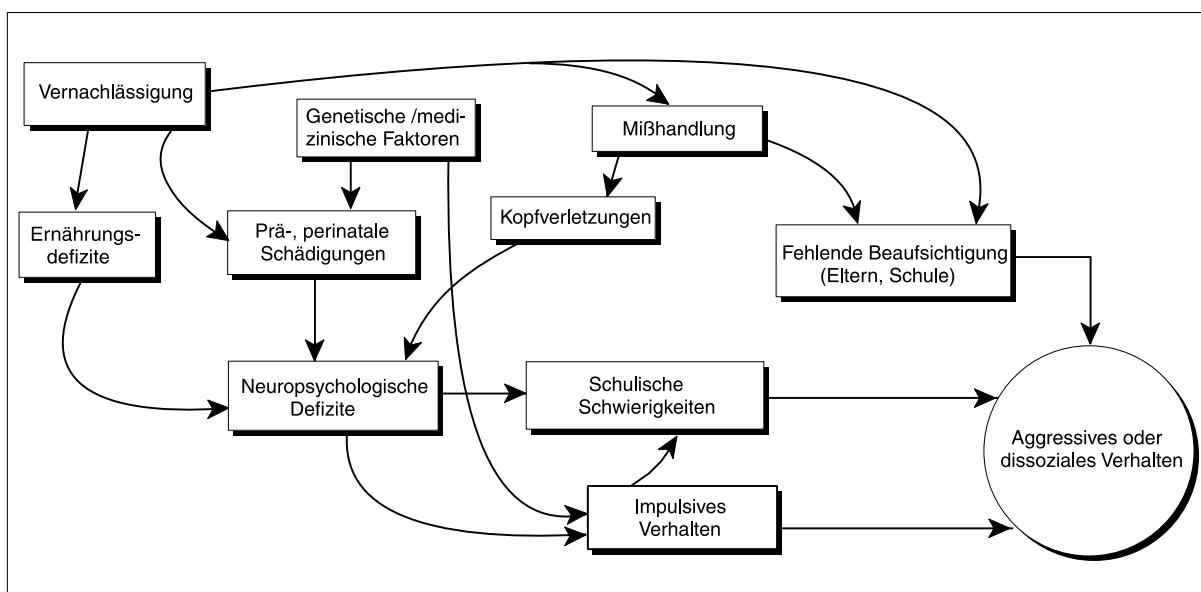 Vernachlässigung
Genetische /medi-
zinische Faktoren
Mißhandlung
Ernährungs-
defizite
Prä-, perinatale
Schädigungen
Kopfverletzungen
Fehlende Beaufsichtigung
(Eltern, Schule)
Neuropsychologische
Defizite
Schulische
Schwierigkeiten
Aggressives oder
dissoziales Verhalten
Impulsives
Verhalten